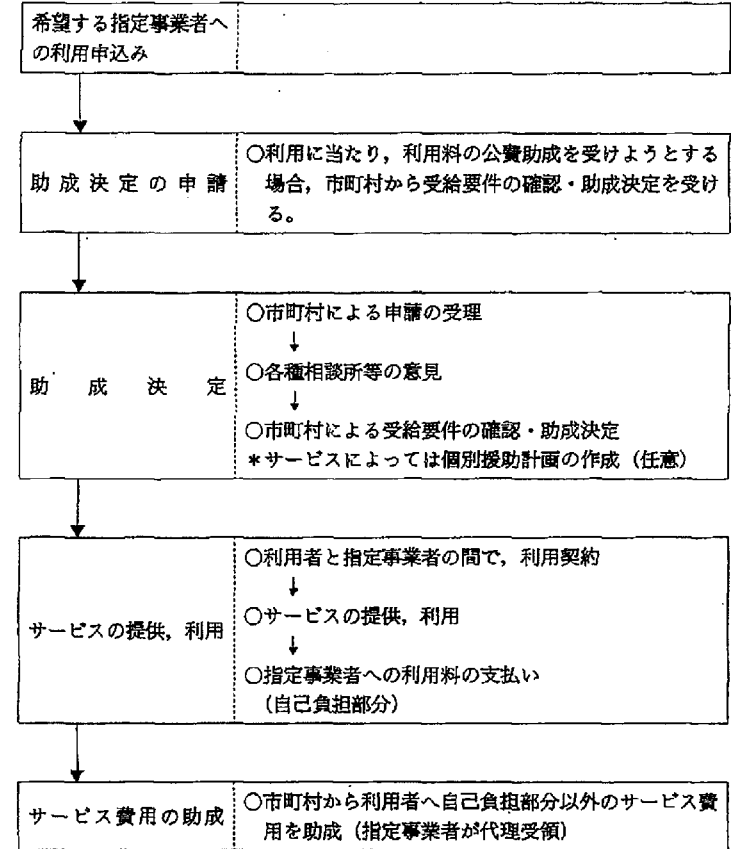 希望する指定事業者へ
の利用申込み
助成決定の申請
○利用に当たり，利用料の公費助成を受けようとする
場合，市町村から受給要件の確認・助成決定を受け
る。
助成決定
○市町村による申請の受理
↓
○各種相談所等の意見
↓
○市町村による受給要件の確認・助成決定
＊サービスによっては個別援助計画の作成（任意）
サービスの提供，利用
○利用者と指定事業者の間で，利用契約
↓
○サービスの提供，利用
↓
○指定事業者への利用料の支払い
（自己負担部分）
サービス費用の助成
○市町村から利用者へ自己負担部分以外のサービス費
用を助成（指定事業者が代理受領）